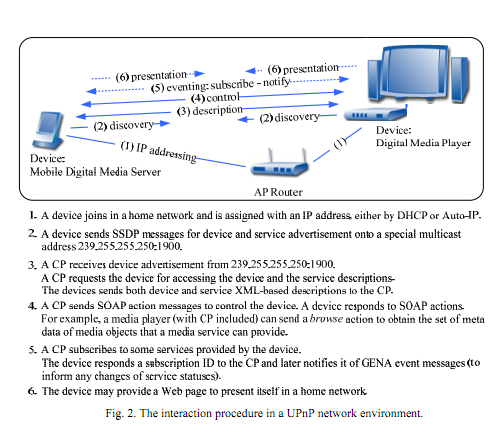 (6) presentation
(6) presentation
(5) eventing: subscribe - notify
(4) control
(3) description
(2) discovery
(2) discovery
Device:
Digital Media Player
(1) IP addressing
(1)
Device:
Mobile Digital Media Server
AP Router
1. A device joins in a home network and is assigned with an IP address, either by DHCP or Auto-IP.
2. A device sends SSDP messages for device and service advertisement onto a special multicast
address 239.255.255.250:1900.
3. A CP receives device advertisement from 239.255.255.250:1900.
A CP requests the device for accessing the device and the service descriptions.
The devices sends both device and service XML-based descriptions to the CP.
4. A CP sends SOAP action messages to control the device. A device responds to SOAP actions.
For example, a media player (with CP included) can send a browse action to obtain the set of meta
data of media objects that a media service can provide.
5. A CP subscribes to some services provided by the device.
The device responds a subscription ID to the CP and later notifies it of GENA event messages (to
inform any changes of service statuses).
6. The device may provide a Web page to present itself in a home network.
Fig. 2. The interaction procedure in a UPnP network environment.